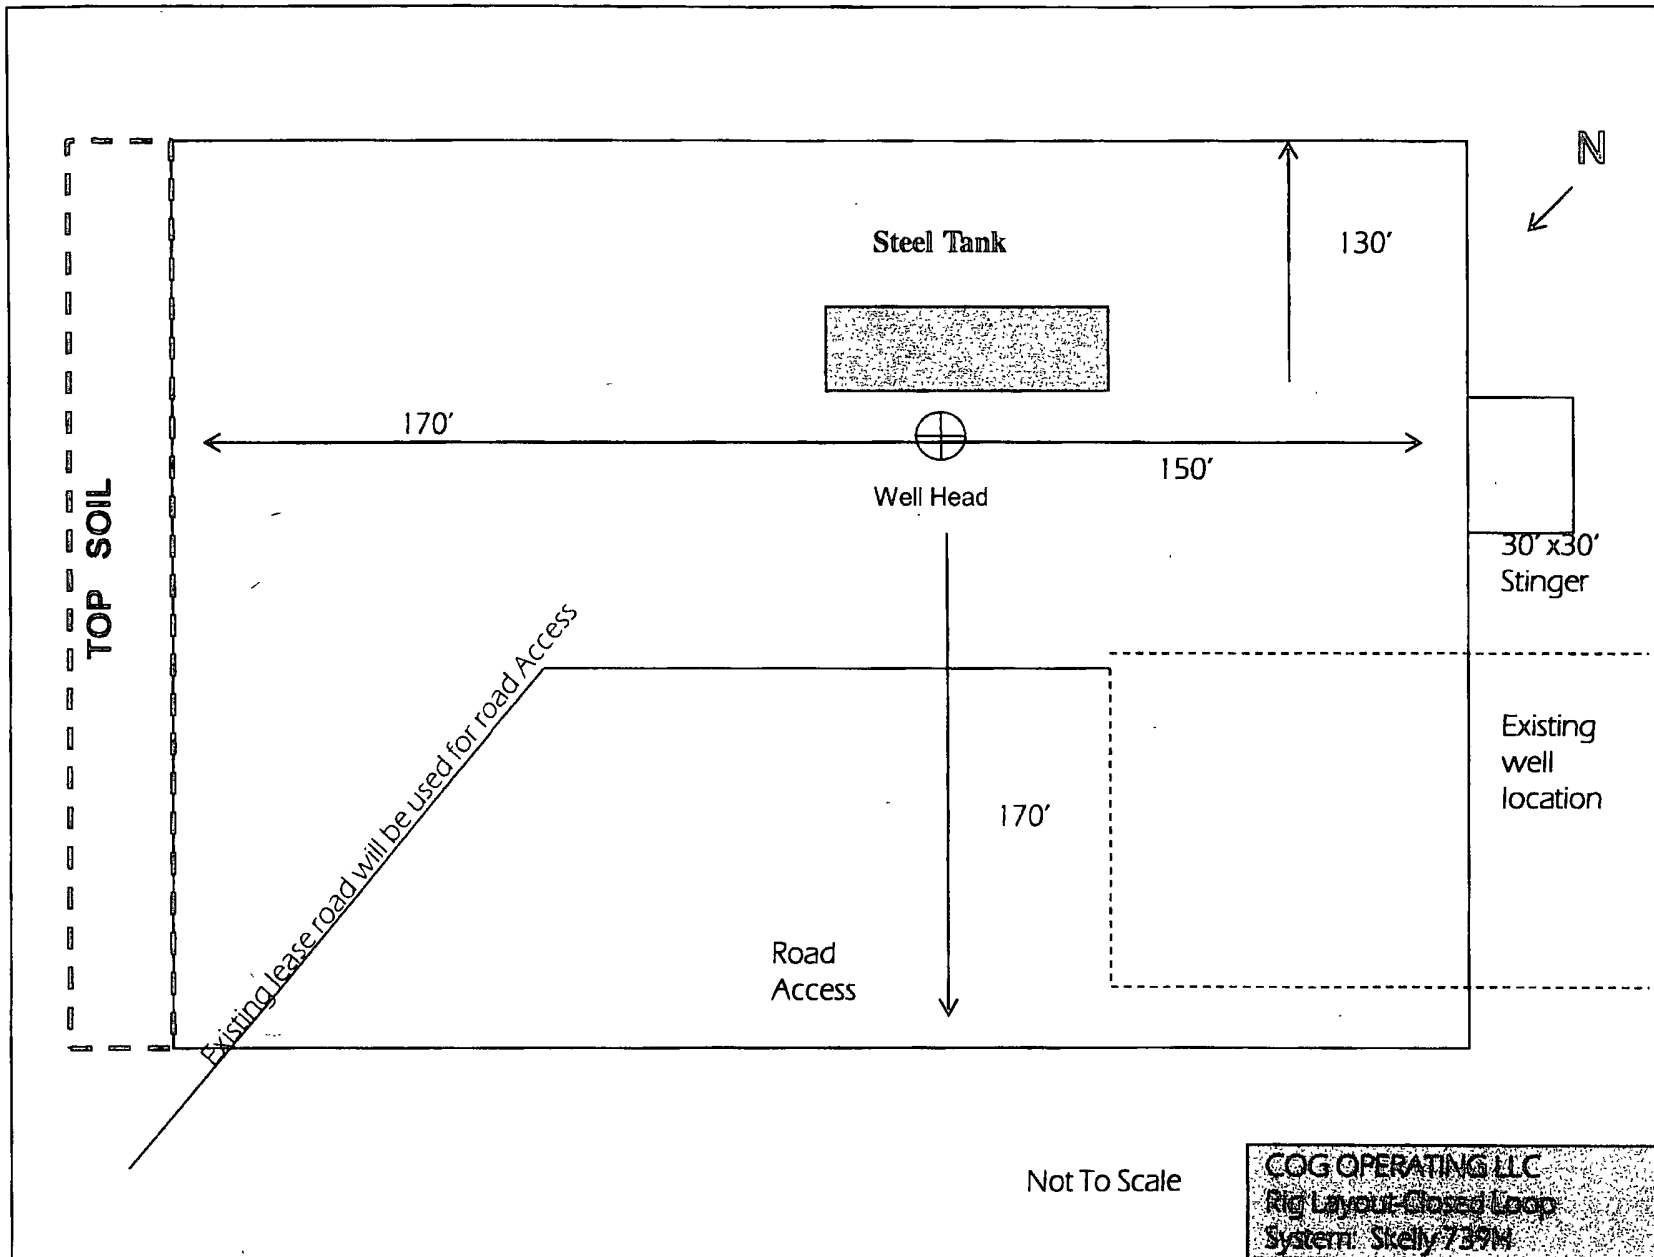 N
Steel Tank
130'
170'
150'
Well Head
TOP SOIL
30' x30'
Stinger
Existing lease road will be used for road Access
Existing
well
location
170'
Road
Access
Not To Scale
COG OPERATING LLC
Rig Layout-Closed Loop
System: Skelly 739H